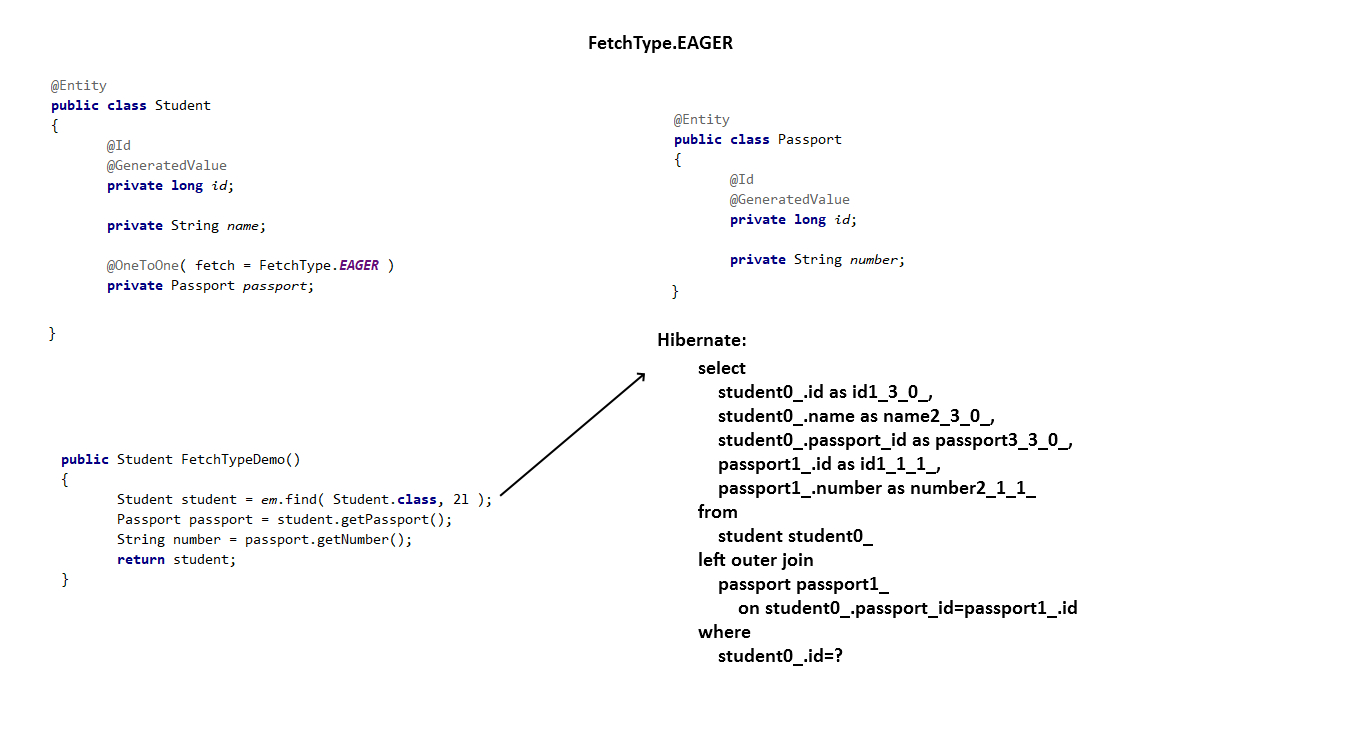 FetchType.EAGER
@Entity
public class Student
{
@Id
@GeneratedValue
private long id;
private String name;
@OneToOne( fetch = FetchType.EAGER )
private Passport passport;
}
@Entity
public class Passport
{
@Id
@GeneratedValue
private long id;
private String number;
}
public Student FetchTypeDemo()
{
Student student = em.find( Student.class, 2l );
Passport passport = student.getPassport();
String number = passport.getNumber();
return student;
}
Hibernate:
select
student0_.id as id1_3_0_,
student0_.name as name2_3_0_,
student0_.passport_id as passport3_3_0_,
passport1_.id as id1_1_1_,
passport1_.number as number2_1_1_
from
student student0_
left outer join
passport passport1_
on student0_.passport_id=passport1_.id
where
student0_.id=?